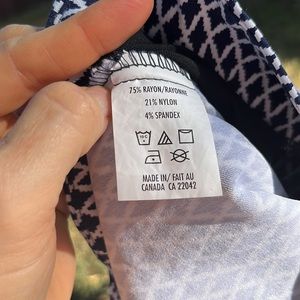 75% RAYON/RAYONNE
21% NYLON
4% SPANDEX
MADE IN/ FAIT AU
CANADA CA 22042